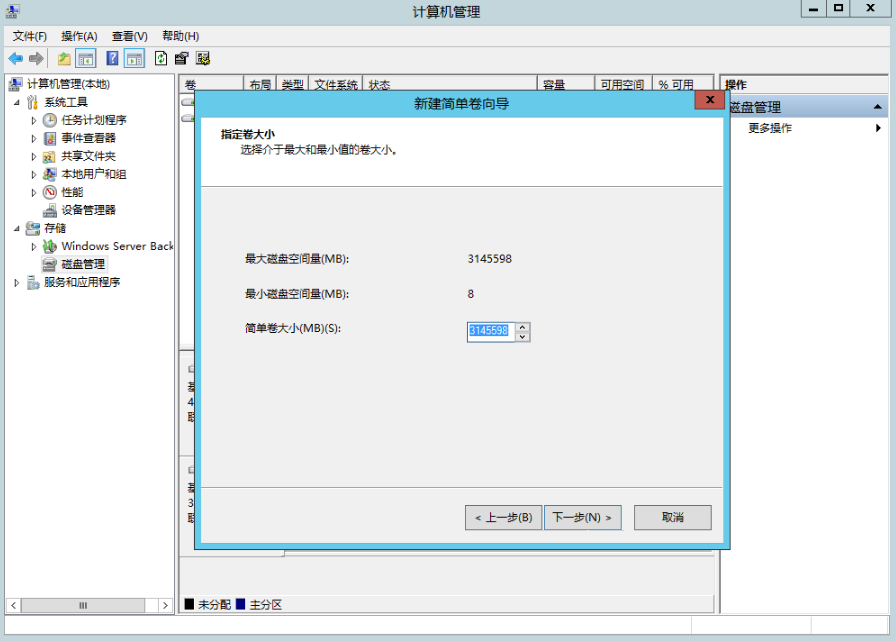 计算机管理
文件(F) 操作(A) 查看(V) 帮助(H)
计算机管理(本地)
系统工具
任务计划程序
事件查看器
共享文件夹
本地用户和组
性能
设备管理器
存储
Windows Server Back
磁盘管理
服务和应用程序
卷 布局 类型 文件系统 状态 容量 可用空间 % 可用
操作
磁盘管理
更多操作
新建简单卷向导
指定卷大小
选择介于最大和最小值的卷大小。
最大磁盘空间量(MB): 3145598
最小磁盘空间量(MB): 8
简单卷大小(MB)(S): 3145598
< 上一步(B) 下一步(N) > 取消
基
4
联
基
3
联
未分配 主分区